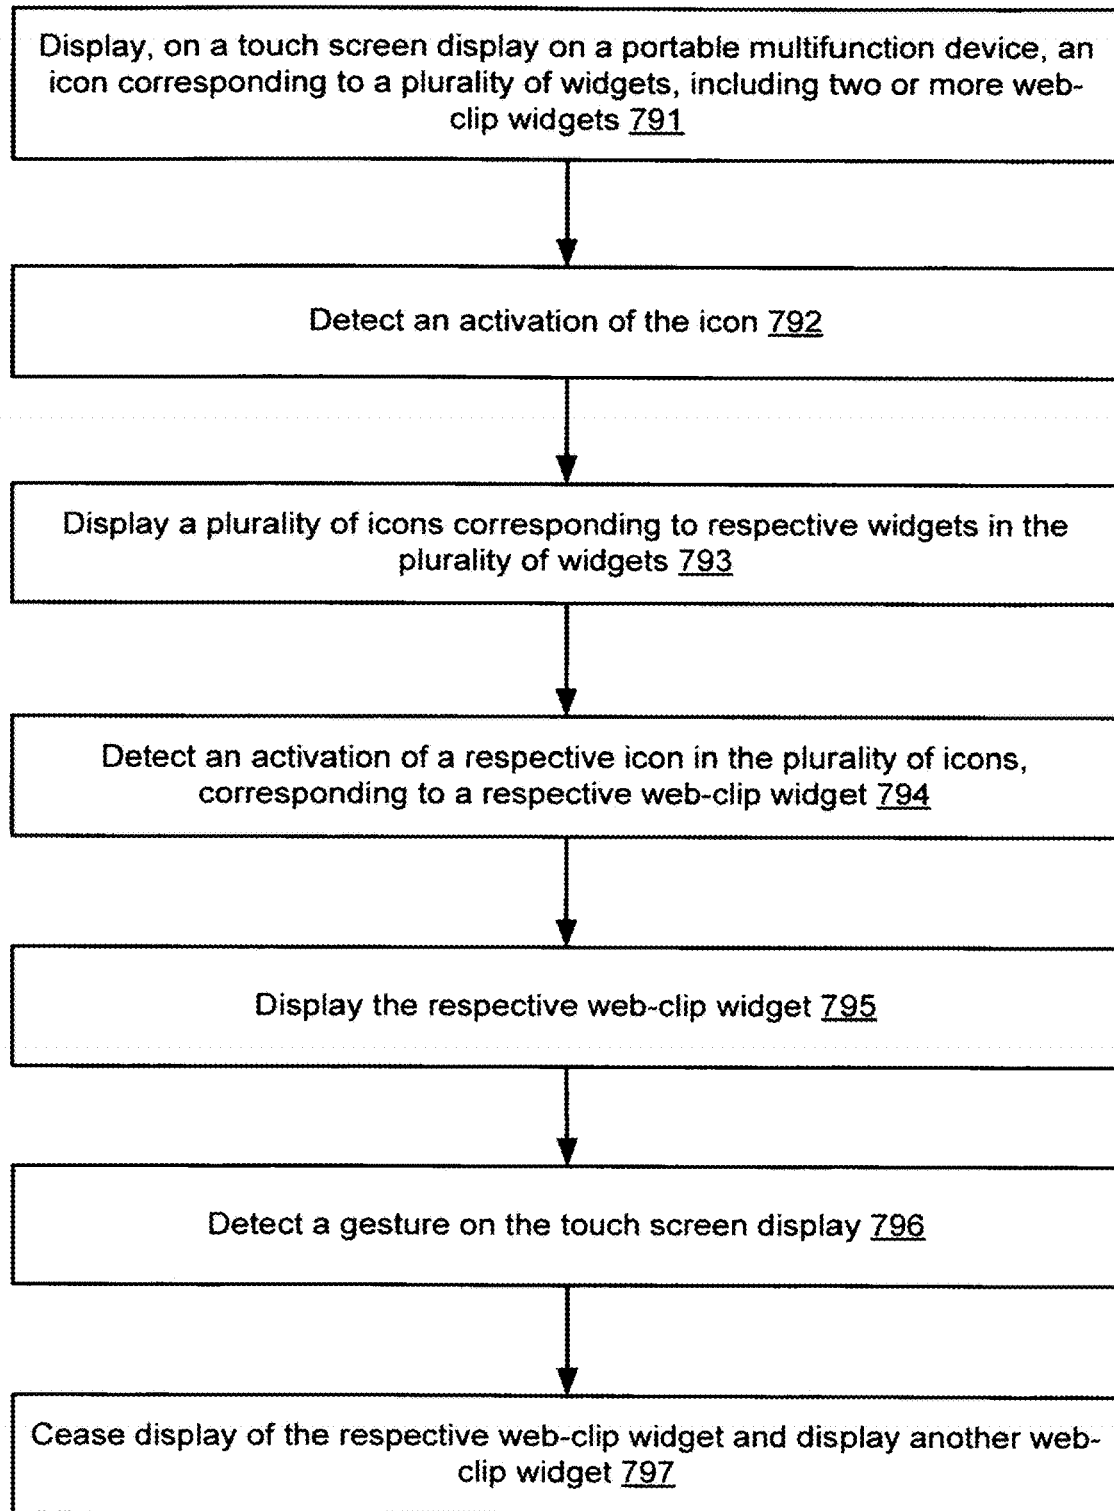 Display, on a touch screen display on a portable multifunction device, an
icon corresponding to a plurality of widgets, including two or more web-
clip widgets 791
Detect an activation of the icon 792
Display a plurality of icons corresponding to respective widgets in the
plurality of widgets 793
Detect an activation of a respective icon in the plurality of icons,
corresponding to a respective web-clip widget 794
Display the respective web-clip widget 795
Detect a gesture on the touch screen display 796
Cease display of the respective web-clip widget and display another web-
clip widget 797